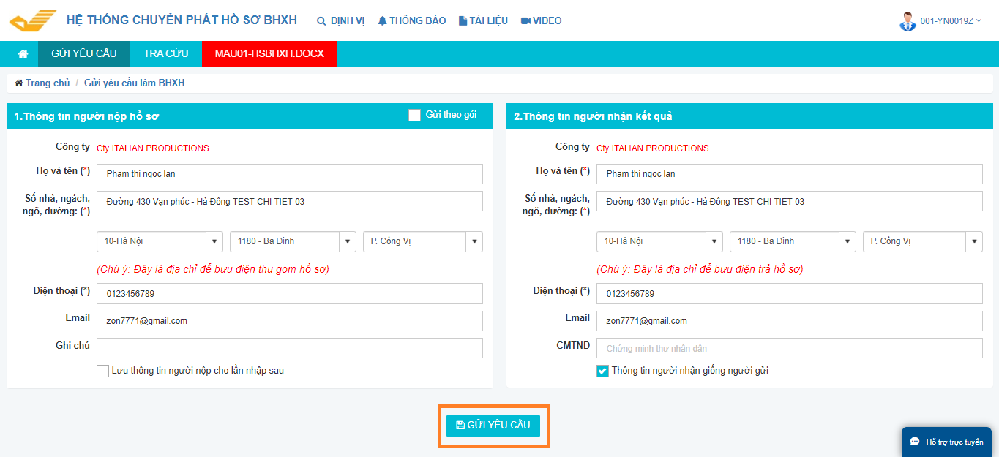 HỆ THỐNG CHUYỂN PHÁT HỒ SƠ BHXH ĐỊNH VỊ THÔNG BÁO TÀI LIỆU VIDEO 001-YN0019Z
GỬI YÊU CẦU TRA CỨU MAU01-HSBHXH.DOCX
Trang chủ / Gửi yêu cầu làm BHXH
1.Thông tin người nộp hồ sơ Gửi theo gói
Công ty Cty ITALIAN PRODUCTIONS
Họ và tên (*) Pham thi ngoc lan
Số nhà, ngách, ngõ, đường: (*) Đường 430 Vạn phúc - Hà Đông TEST CHI TIET 03
10-Hà Nội 1180 - Ba Đình P. Cống Vị
(Chú ý: Đây là địa chỉ để bưu điện thu gom hồ sơ)
Điện thoại (*) 0123456789
Email zon7771@gmail.com
Ghi chú
Lưu thông tin người nộp cho lần nhập sau
2.Thông tin người nhận kết quả
Công ty Cty ITALIAN PRODUCTIONS
Họ và tên (*) Pham thi ngoc lan
Số nhà, ngách, ngõ, đường: (*) Đường 430 Vạn phúc - Hà Đông TEST CHI TIET 03
10-Hà Nội 1180 - Ba Đình P. Cống Vị
(Chú ý: Đây là địa chỉ để bưu điện trả hồ sơ)
Điện thoại (*) 0123456789
Email zon7771@gmail.com
CMTND Chứng minh thư nhân dân
Thông tin người nhận giống người gửi
GỬI YÊU CẦU
Hỗ trợ trực tuyến